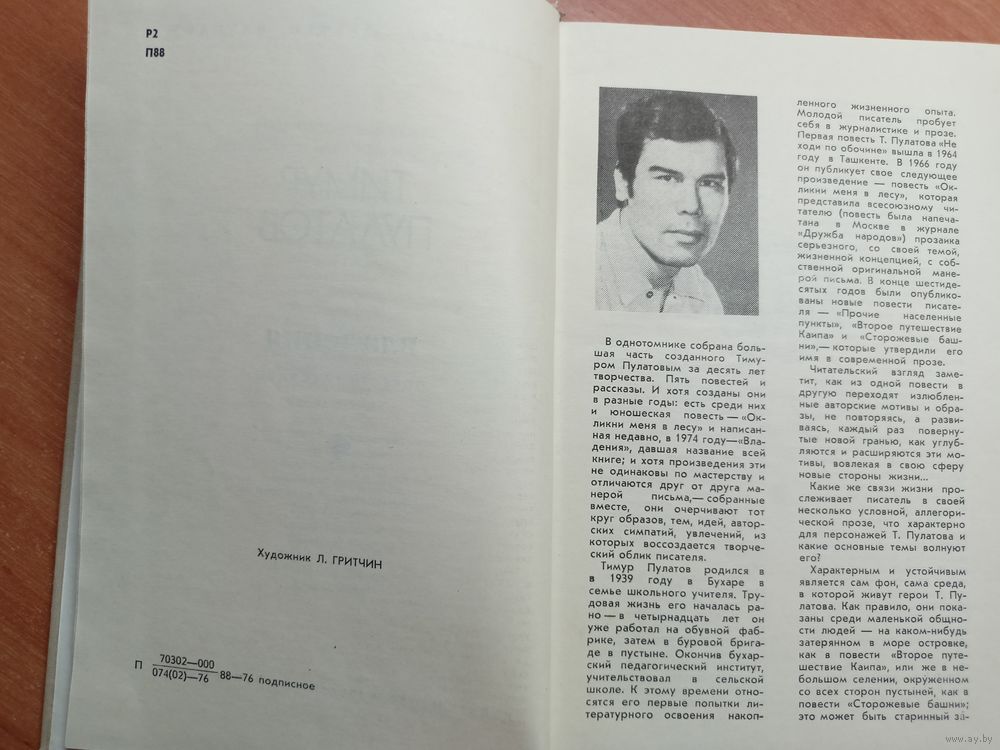 Р2
П88
Художник Л. ГРИТЧИН
П 70302—000
074(02)—76 88—76 подписное
В однотомнике собрана боль-
шая часть созданного Тиму-
ром Пулатовым за десять лет
творчества. Пять повестей и
рассказы. И хотя созданы они
в разные годы: есть среди них
и юношеская повесть — «Ок-
ликни меня в лесу» и написан-
ная недавно, в 1974 году—«Вла-
дения», давшая название всей
книге; и хотя произведения эти
не одинаковы по мастерству и
отличаются друг от друга ма-
нерой письма,— собранные
вместе, они очерчивают тот
круг образов, тем, идей, автор-
ских симпатий, увлечений, из
которых воссоздается творчес-
кий облик писателя.
Тимур Пулатов родился в
в 1939 году в Бухаре в
семье школьного учителя. Тру-
довая жизнь его началась ра-
но — в четырнадцать лет он
уже работал на обувной фаб-
рике, затем в буровой брига-
де в пустыне. Окончив бухар-
ский педагогический институт,
учительствовал в сельской
школе. К этому времени отно-
сятся его первые попытки ли-
тературного освоения накоп-
ленного жизненного опыта.
Молодой писатель пробует
себя в журналистике и прозе.
Первая повесть Т. Пулатова «Не
ходи по обочине» вышла в 1964
году в Ташкенте. В 1966 году
он публикует свое следующее
произведение — повесть «Ок-
ликни меня в лесу», которая
представила всесоюзному чи-
тателю (повесть была напеча-
тана в Москве в журнале
«Дружба народов») прозаика
серьезного, со своей темой,
жизненной концепцией, с соб-
ственной оригинальной мане-
рой письма. В конце шестиде-
сятых годов были опублико-
ваны новые повести писате-
ля — «Прочие населенные
пункты», «Второе путешествие
Каипа» и «Сторожевые баш-
ни»,— которые утвердили его
имя в современной прозе.
Читательский взгляд заме-
тит, как из одной повести в
другую переходят излюблен-
ные авторские мотивы и обра-
зы, не повторяясь, а разви-
ваясь, каждый раз поверну-
тые новой гранью, как углуб-
ляются и расширяются эти мо-
тивы, вовлекая в свою сферу
новые стороны жизни...
Какие же связи жизни про-
слеживает писатель в своей
несколько условной, аллегори-
ческой прозе, что характерно
для персонажей Т. Пулатова и
какие основные темы волнуют
его?
Характерным и устойчивым
является сам фон, сама среда,
в которой живут герои Т. Пу-
латова. Как правило, они пока-
заны среди маленькой общнос-
ти людей — на каком-нибудь
затерянном в море островке,
как в повести «Второе путе-
шествие Каипа», или же в не-
большом селении, окруженном
со всех сторон пустыней, как в
повести «Сторожевые башни»;
это может быть старинный за-
www.ay.by